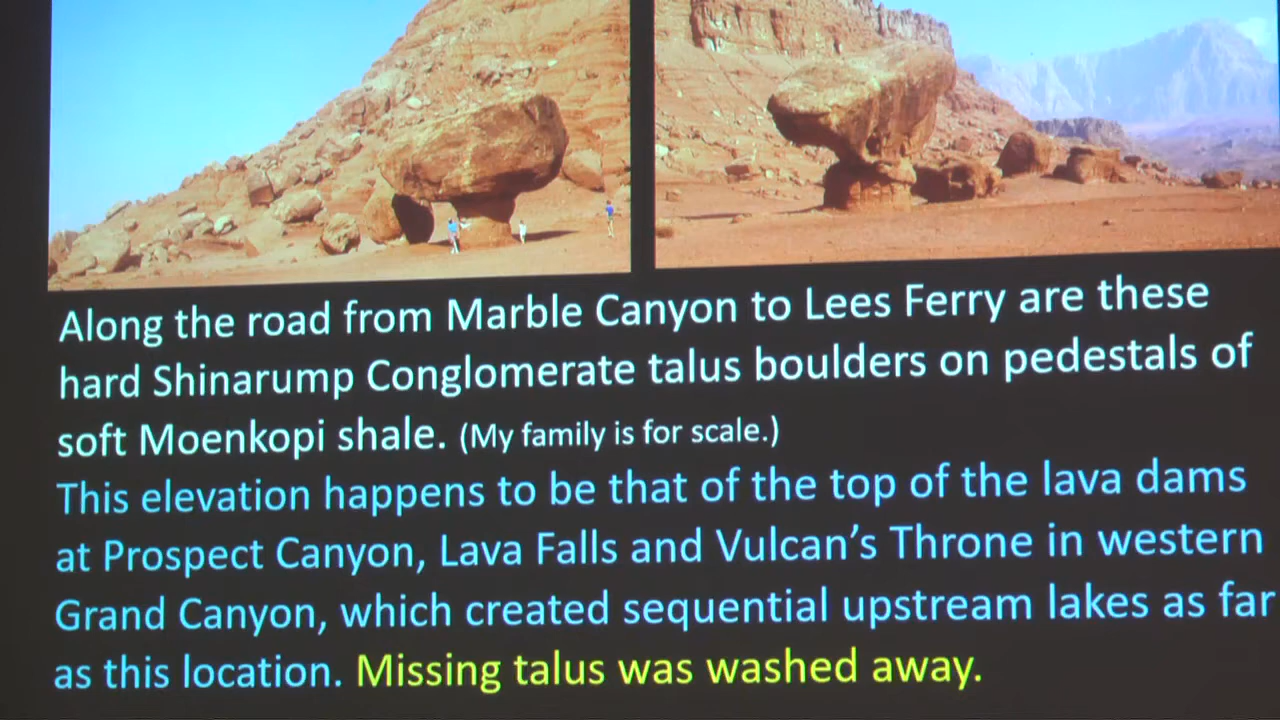 Along the road from Marble Canyon to Lees Ferry are these
hard Shinarump Conglomerate talus boulders on pedestals of
soft Moenkopi shale. (My family is for scale.)
This elevation happens to be that of the top of the lava dams
at Prospect Canyon, Lava Falls and Vulcan’s Throne in western
Grand Canyon, which created sequential upstream lakes as far
as this location. Missing talus was washed away.